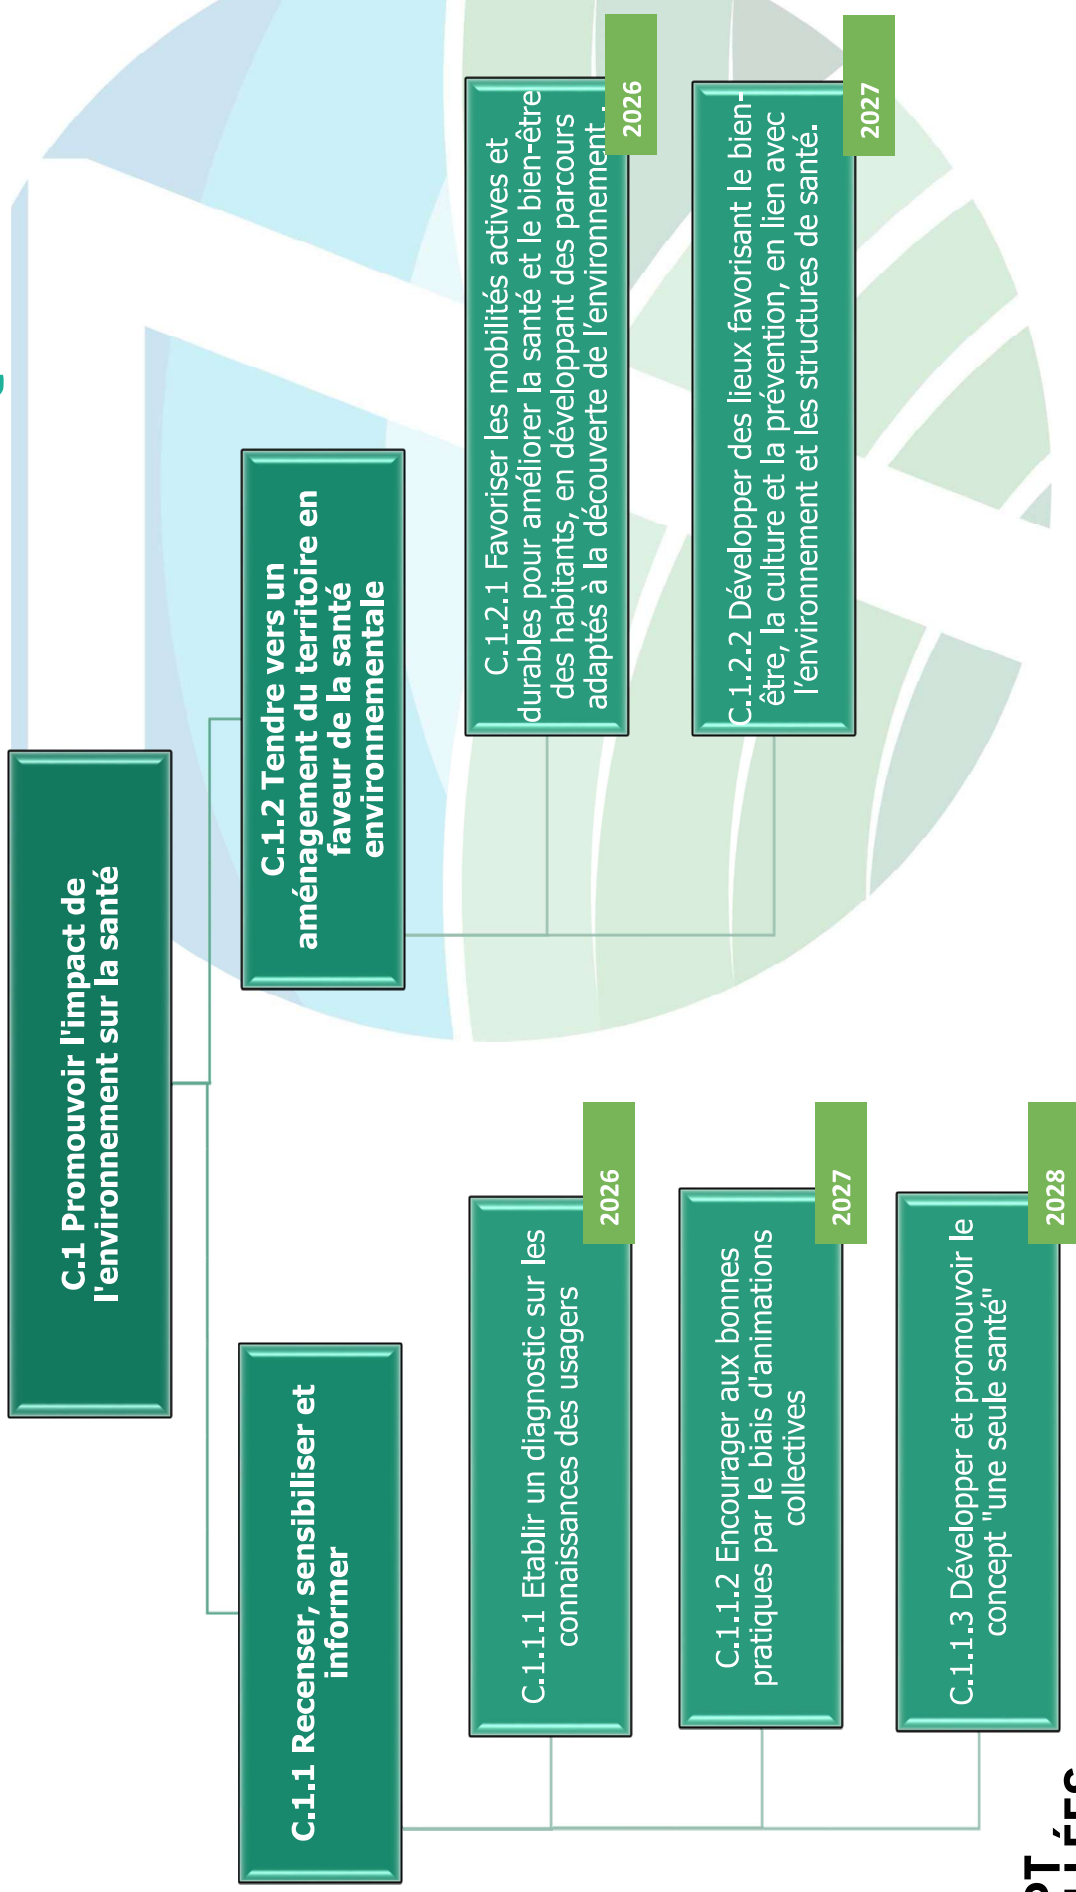 C.1 Promouvoir l'impact de
l'environnement sur la santé
C.1.1 Recenser, sensibiliser et
informer
C.1.1.1 Etablir un diagnostic sur les
connaissances des usagers
2026
C.1.1.2 Encourager aux bonnes
pratiques par le biais d'animations
collectives
2027
C.1.1.3 Développer et promouvoir le
concept "une seule santé"
2028
C.1.2 Tendre vers un
aménagement du territoire en
faveur de la santé
environnementale
C.1.2.1 Favoriser les mobilités actives et
durables pour améliorer la santé et le bien-être
des habitants, en développant des parcours
adaptés à la découverte de l’environnement .
2026
C.1.2.2 Développer des lieux favorisant le bien-
être, la culture et la prévention, en lien avec
l’environnement et les structures de santé.
2027